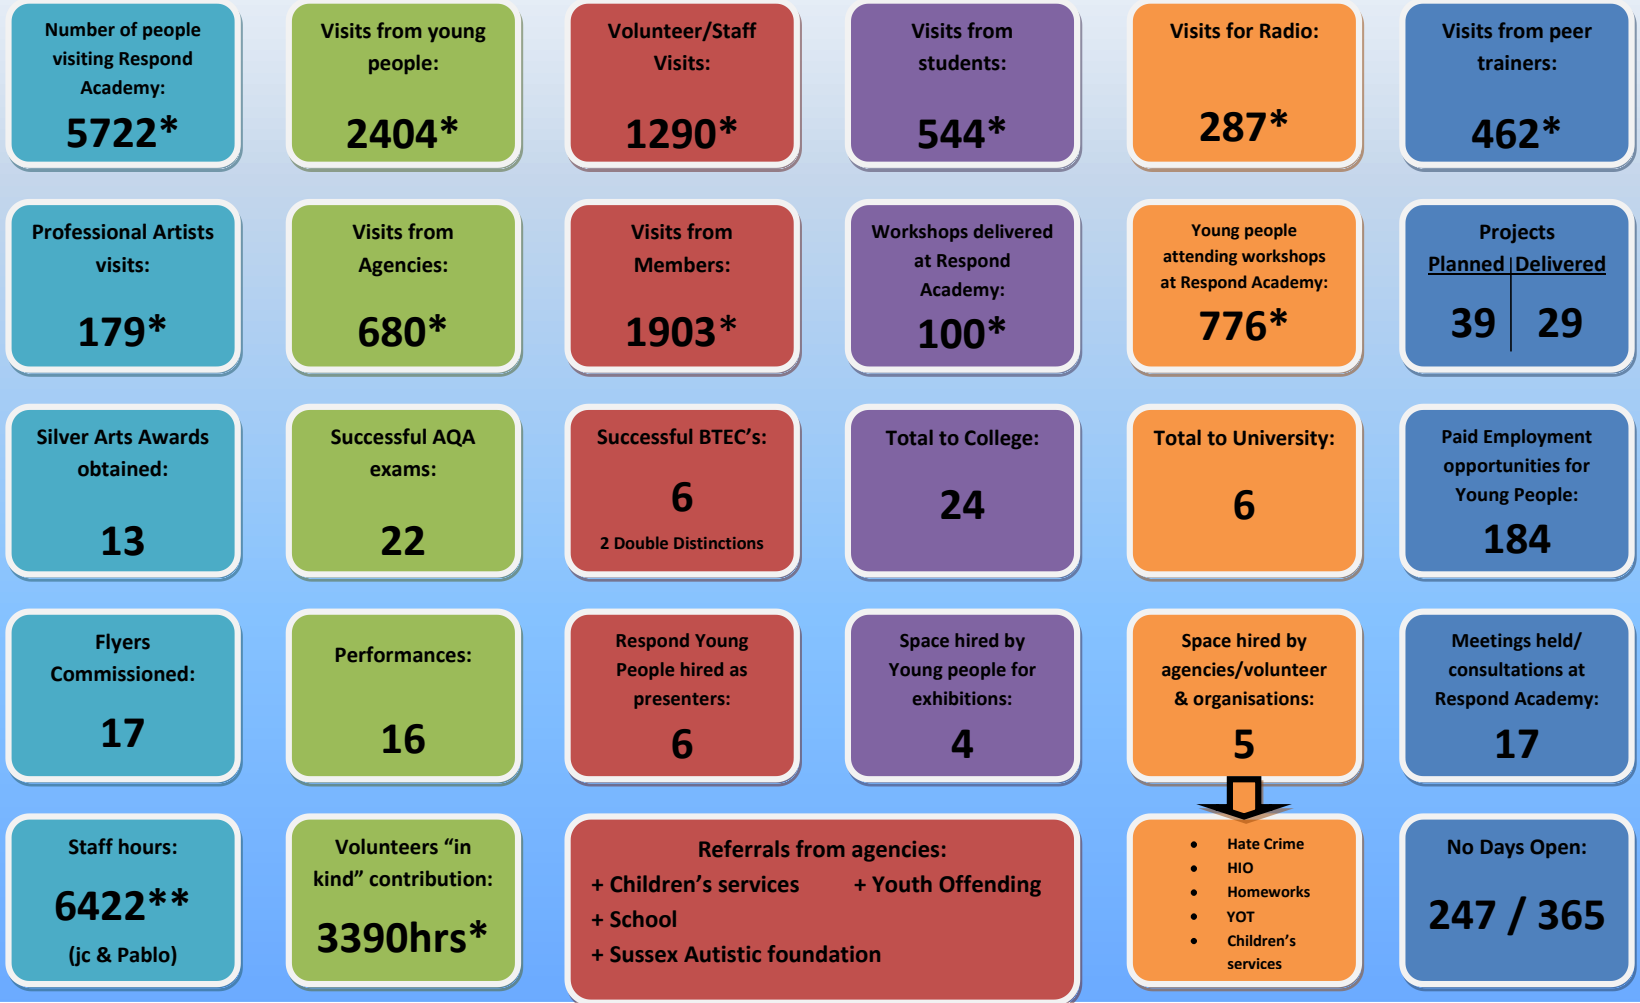 Number of people
visiting Respond
Academy:
5722*
Visits from young
people:
2404*
Volunteer/Staff
Visits:
1290*
Visits from
students:
544*
Visits for Radio:
287*
Visits from peer
trainers:
462*
Professional Artists
visits:
179*
Visits from
Agencies:
680*
Visits from
Members:
1903*
Workshops delivered
at Respond
Academy:
100*
Young people
attending workshops
at Respond Academy:
776*
Projects
Planned Delivered
39 29
Silver Arts Awards
obtained:
13
Successful AQA
exams:
22
Successful BTEC’s:
6
2 Double Distinctions
Total to College:
24
Total to University:
6
Paid Employment
opportunities for
Young People:
184
Flyers
Commissioned:
17
Performances:
16
Respond Young
People hired as
presenters:
6
Space hired by
Young people for
exhibitions:
4
Space hired by
agencies/volunteer
& organisations:
5
Meetings held/
consultations at
Respond Academy:
17
Staff hours:
6422**
(jc & Pablo)
Volunteers “in
kind” contribution:
3390hrs*
Referrals from agencies:
+ Children’s services + Youth Offending
+ School
+ Sussex Autistic foundation
• Hate Crime
• HIO
• Homeworks
• YOT
• Children’s
services
No Days Open:
247 / 365